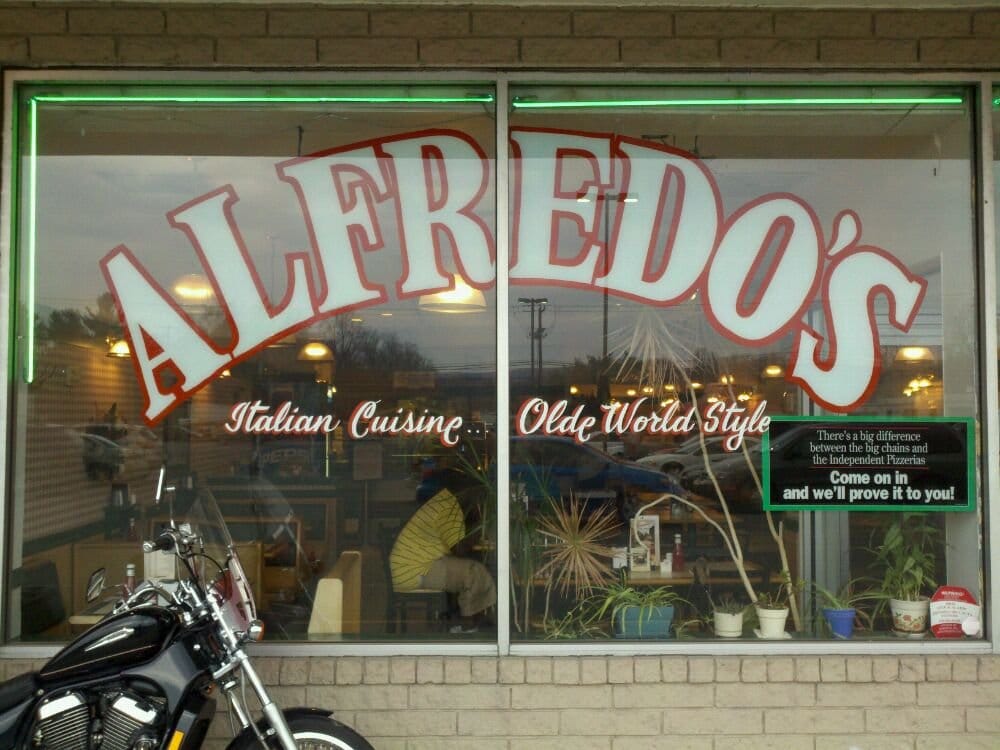 ALFREDO'S
Italian Cuisine... Olde World Style
There's a big difference
between the big chains and
the Independent Pizzerias
Come on in
and we'll prove it to you!